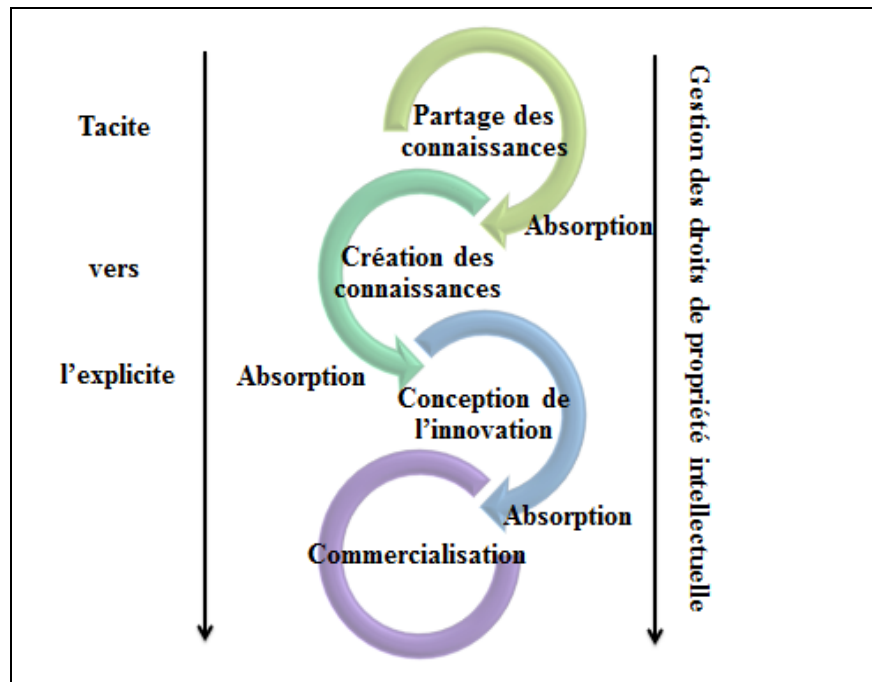 Tacite
vers
l'explicite
Partage des
connaissances
Absorption
Création des
connaissances
Absorption
Conception de
l'innovation
Absorption
Commercialisation
Gestion des droits de propriété intellectuelle